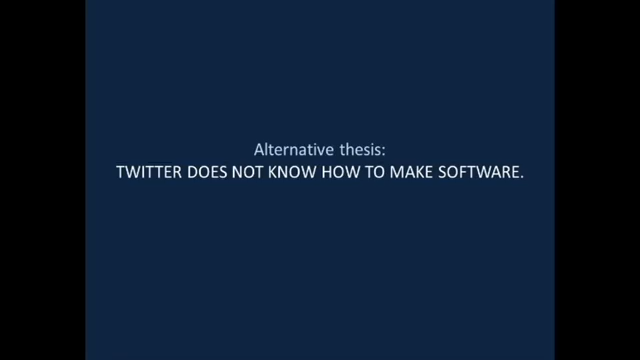 Alternative thesis:
TWITTER DOES NOT KNOW HOW TO MAKE SOFTWARE.